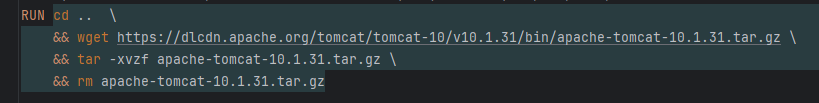 RUN cd ..  \
&& wget https://dlcdn.apache.org/tomcat/tomcat-10/v10.1.31/bin/apache-tomcat-10.1.31.tar.gz \
&& tar -xvzf apache-tomcat-10.1.31.tar.gz \
&& rm apache-tomcat-10.1.31.tar.gz